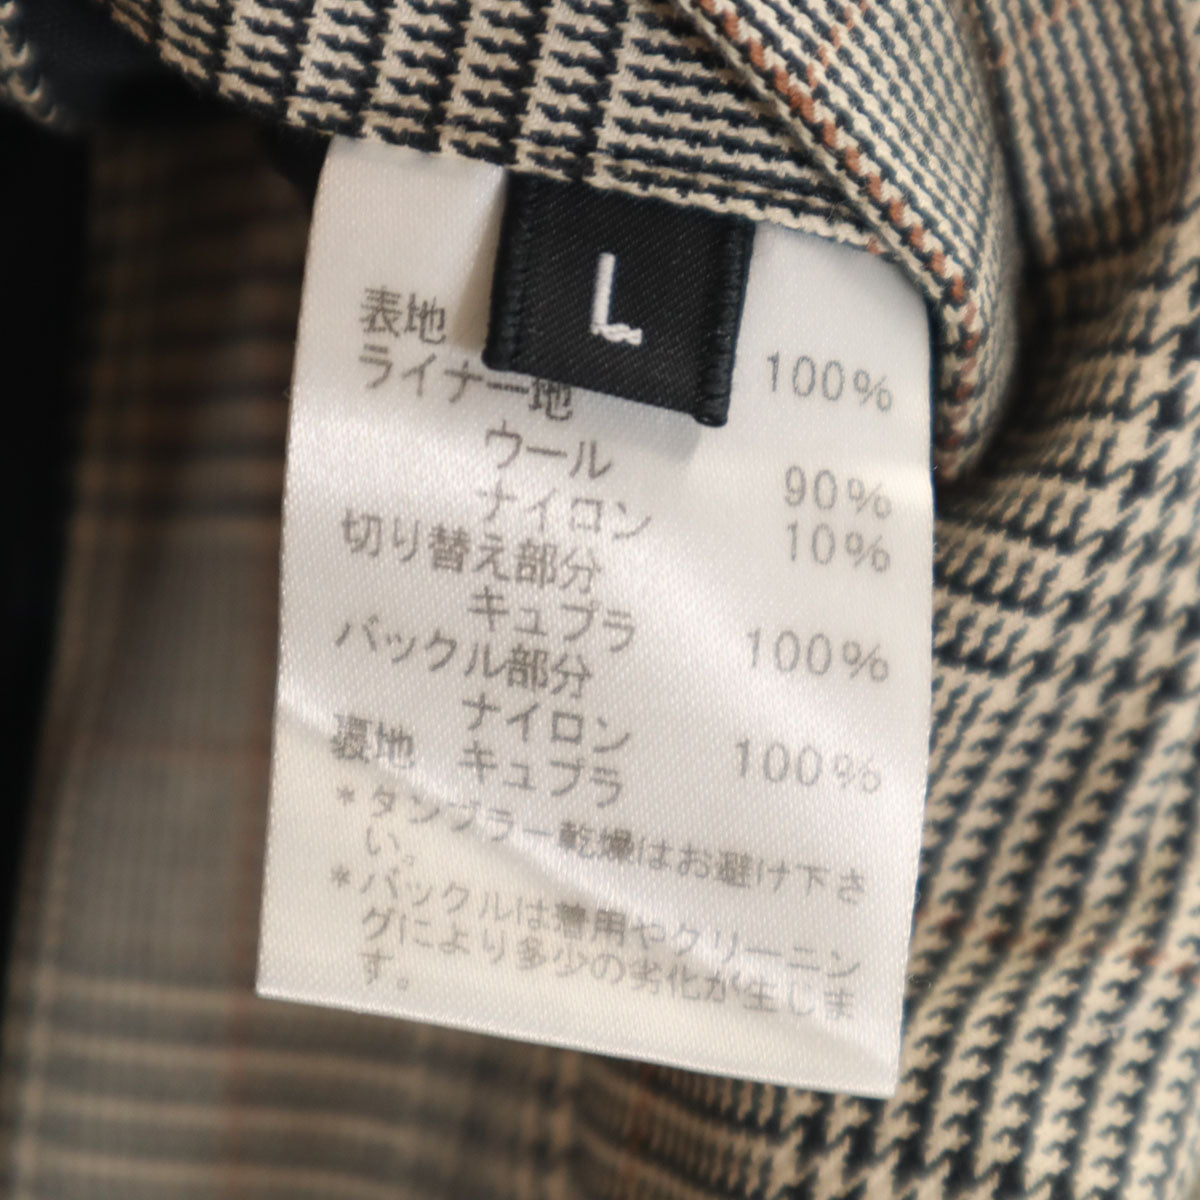 L
表地 100%
ライナー地
ウール 90%
ナイロン 10%
切り替え部分
キュプラ 100%
バックル部分
ナイロン 100%
裏地 キュプラ
*タンブラー乾燥はお避け下さ
い。
*バックルは着用やクリーニン
グにより多少の劣化が生じま
す。